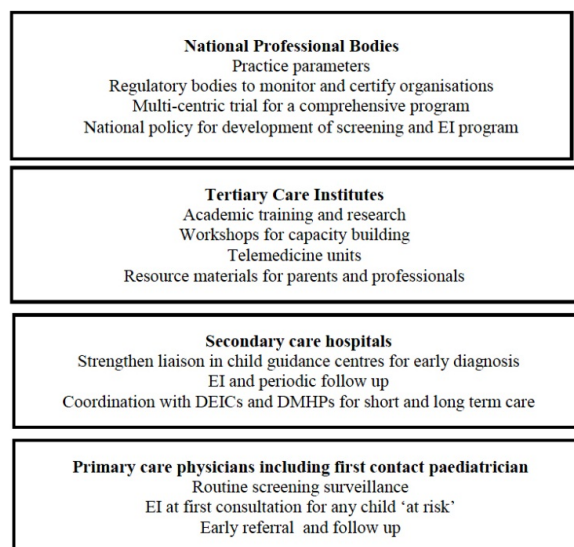 National Professional Bodies
Practice parameters
Regulatory bodies to monitor and certify organisations
Multi-centric trial for a comprehensive program
National policy for development of screening and EI program
Tertiary Care Institutes
Academic training and research
Workshops for capacity building
Telemedicine units
Resource materials for parents and professionals
Secondary care hospitals
Strengthen liaison in child guidance centres for early diagnosis
EI and periodic follow up
Coordination with DEICs and DMHPs for short and long term care
Primary care physicians including first contact paediatrician
Routine screening surveillance
EI at first consultation for any child ‘at risk’
Early referral and follow up